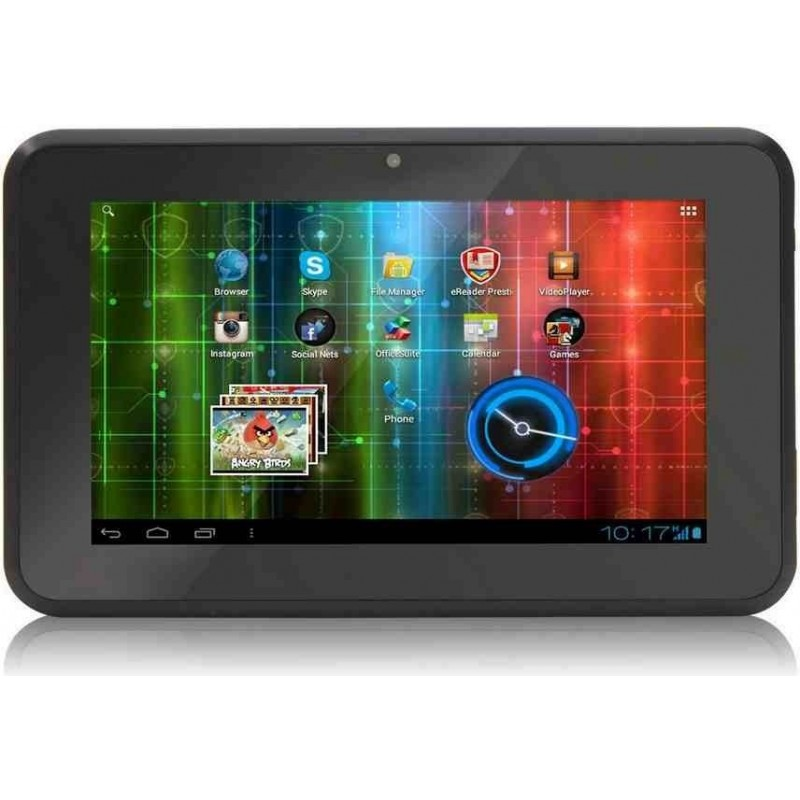 Browser Skype File Manager eReader Presti VideoPlayer.
Instagram Social Nets OfficeSuite Calendar Games
Phone
ANGRY BIRDS
10:17 H